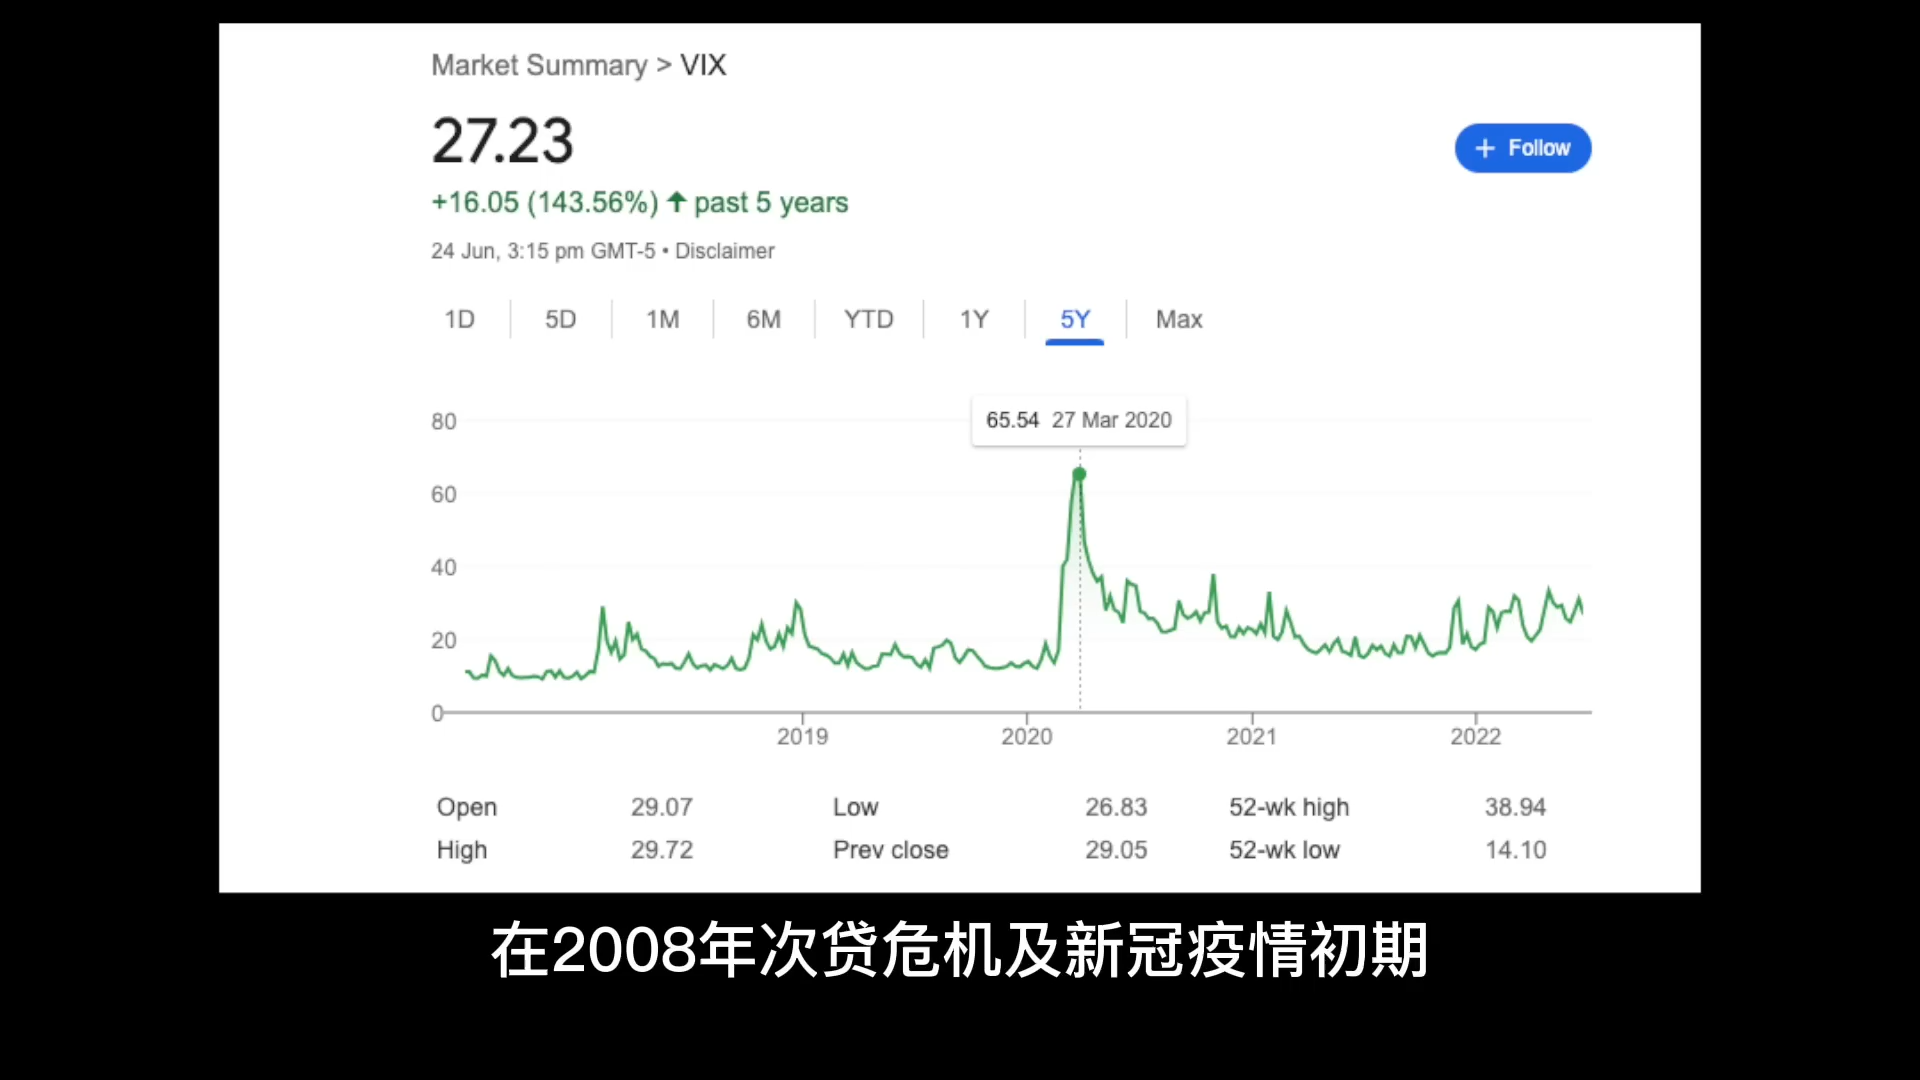 Market Summary > VIX
27.23
+ Follow
+16.05 (143.56%) ↑ past 5 years
24 Jun, 3:15 pm GMT-5 • Disclaimer
1D 5D 1M 6M YTD 1Y 5Y Max
65.54 27 Mar 2020
80
60
40
20
0
2019 2020 2021 2022
Open 29.07 Low 26.83 52-wk high 38.94
High 29.72 Prev close 29.05 52-wk low 14.10
在2008年次贷危机及新冠疫情初期